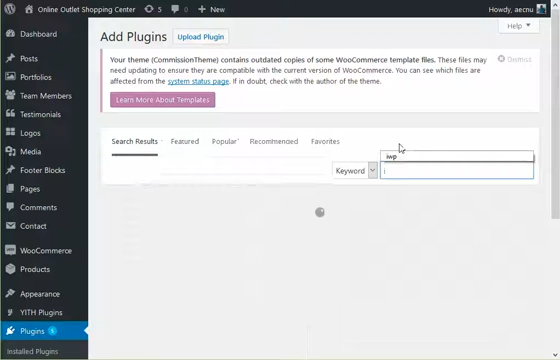 Online Outlet Shopping Center
5
0
+ New
Howdy, aecnu
Dashboard
Posts
Portfolios
Team Members
Testimonials
Logos
Media
Footer Blocks
Pages
Comments
Contact
WooCommerce
Products
Appearance
YITH Plugins
Plugins
Installed Plugins
Help
Add Plugins
Upload Plugin
Your theme (CommissionTheme) contains outdated copies of some WooCommerce template files. These files may
need updating to ensure they are compatible with the current version of WooCommerce. You can see which files are
affected from the system status page. If in doubt, check with the author of the theme.
Dismiss
Learn More About Templates
Search Results
Featured
Popular
Recommended
Favorites
Keyword
i
iwp